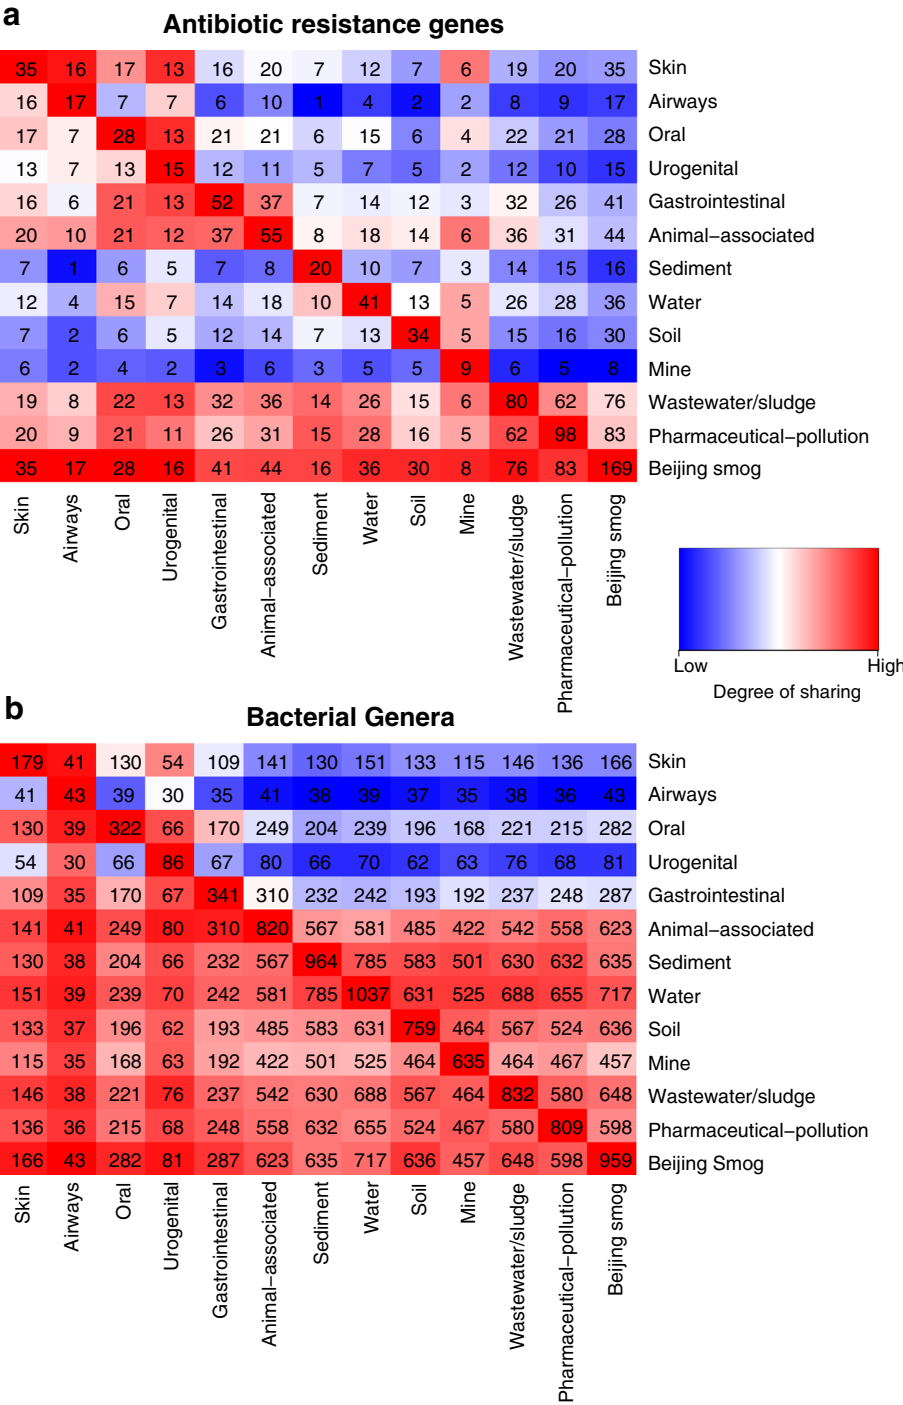 a
Antibiotic resistance genes
35 16 17 13 16 20 7 12 7 6 19 20 35 Skin
16 17 7 7 6 10 1 4 2 2 8 9 17 Airways
17 7 28 13 21 21 6 15 6 4 22 21 28 Oral
13 7 13 15 12 11 5 7 5 2 12 10 15 Urogenital
16 6 21 13 52 37 7 14 12 3 32 26 41 Gastrointestinal
20 10 21 12 37 55 8 18 14 6 36 31 44 Animal−associated
7 1 6 5 7 8 20 10 7 3 14 15 16 Sediment
12 4 15 7 14 18 10 41 13 5 26 28 36 Water
7 2 6 5 12 14 7 13 34 5 15 16 30 Soil
6 2 4 2 3 6 3 5 5 9 6 5 8 Mine
19 8 22 13 32 36 14 26 15 6 80 62 76 Wastewater/sludge
20 9 21 11 26 31 15 28 16 5 62 98 83 Pharmaceutical−pollution
35 17 28 16 41 44 16 36 30 8 76 83 169 Beijing smog
Skin
Airways
Oral
Urogenital
Gastrointestinal
Animal−associated
Sediment
Water
Soil
Mine
Wastewater/sludge
Pharmaceutical−pollution
Beijing smog
Low High
Degree of sharing
b
Bacterial Genera
179 41 130 54 109 141 130 151 133 115 146 136 166 Skin
41 43 39 30 35 41 38 39 37 35 38 36 43 Airways
130 39 322 66 170 249 204 239 196 168 221 215 282 Oral
54 30 66 86 67 80 66 70 62 63 76 68 81 Urogenital
109 35 170 67 341 310 232 242 193 192 237 248 287 Gastrointestinal
141 41 249 80 310 820 567 581 485 422 542 558 623 Animal−associated
130 38 204 66 232 567 964 785 583 501 630 632 635 Sediment
151 39 239 70 242 581 785 1037 631 525 688 655 717 Water
133 37 196 62 193 485 583 631 759 464 567 524 636 Soil
115 35 168 63 192 422 501 525 464 635 464 467 457 Mine
146 38 221 76 237 542 630 688 567 464 832 580 648 Wastewater/sludge
136 36 215 68 248 558 632 655 524 467 580 809 598 Pharmaceutical−pollution
166 43 282 81 287 623 635 717 636 457 648 598 959 Beijing Smog
Skin
Airways
Oral
Urogenital
Gastrointestinal
Animal−associated
Sediment
Water
Soil
Mine
Wastewater/sludge
Pharmaceutical−pollution
Beijing smog